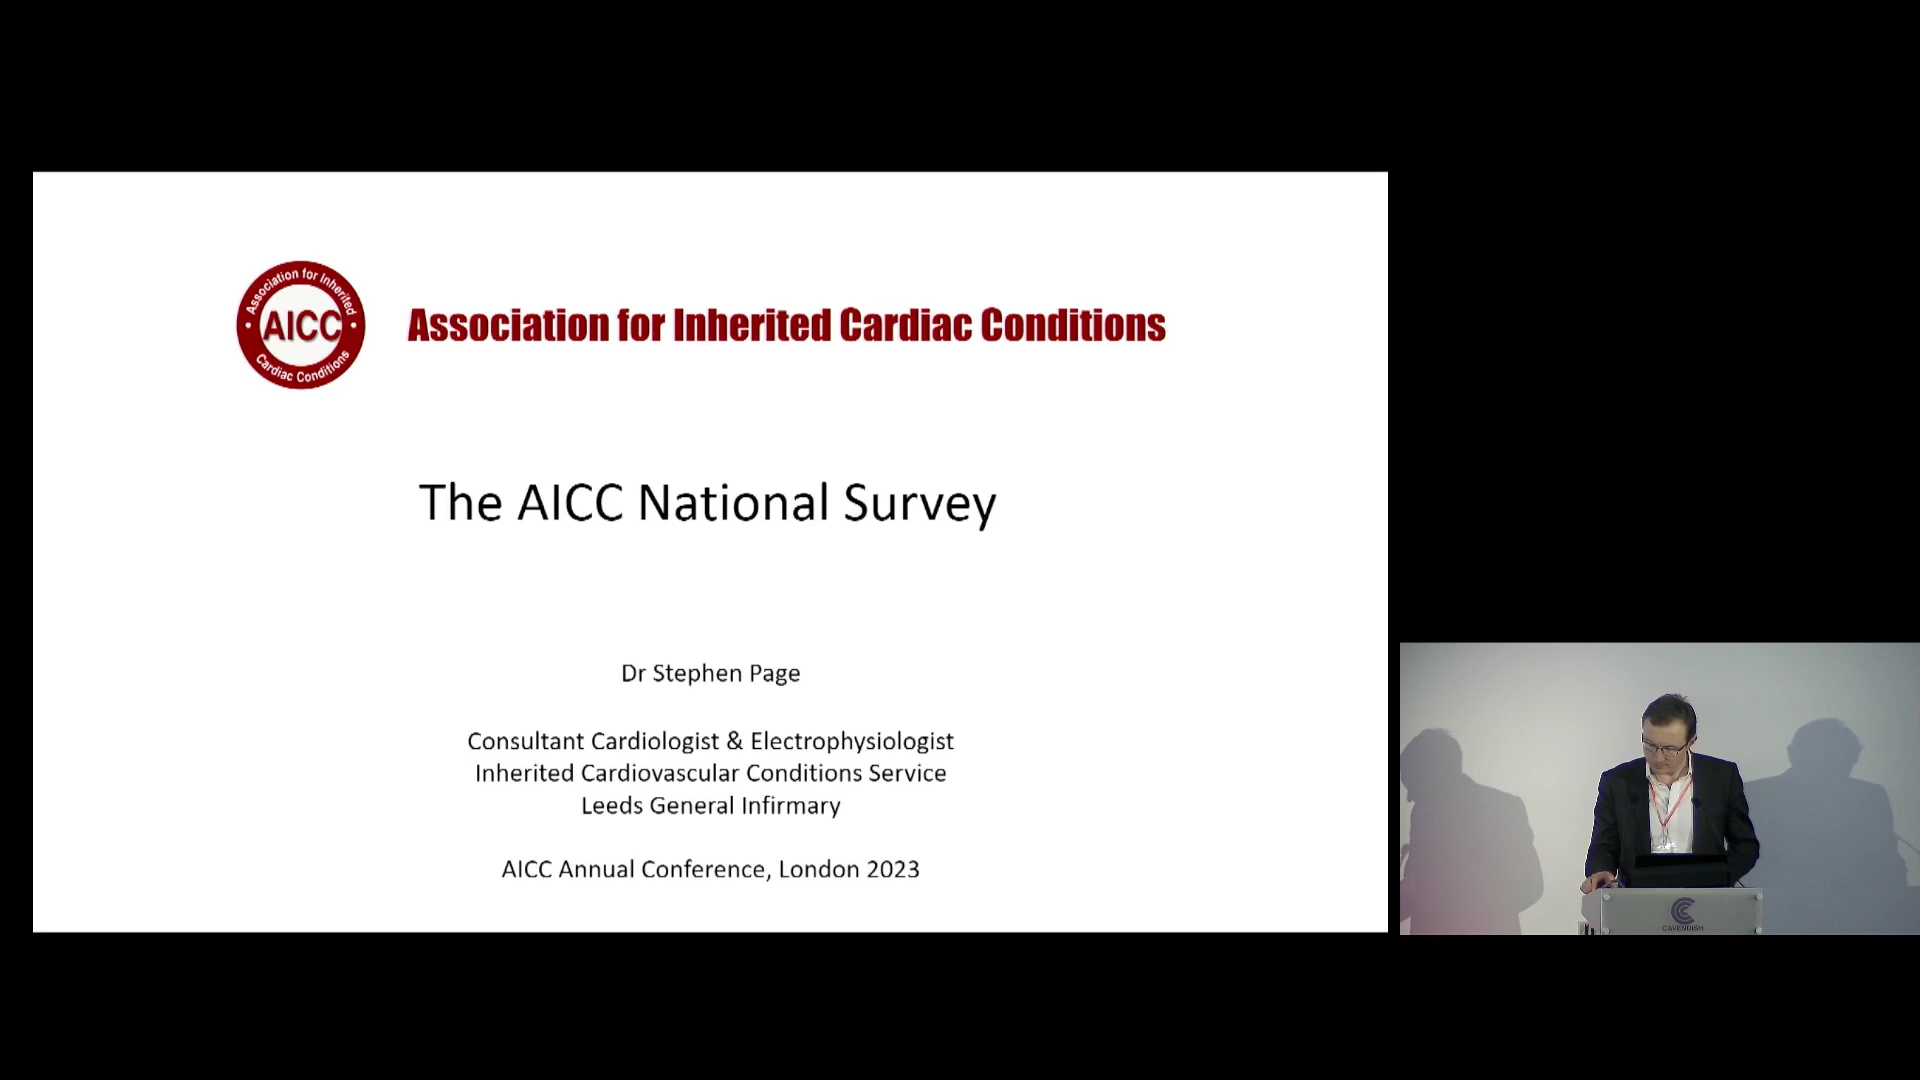 Association for Inherited
AICC
Cardiac Conditions
Association for Inherited Cardiac Conditions
The AICC National Survey
Dr Stephen Page
Consultant Cardiologist & Electrophysiologist
Inherited Cardiovascular Conditions Service
Leeds General Infirmary
AICC Annual Conference, London 2023
CAVENDISH